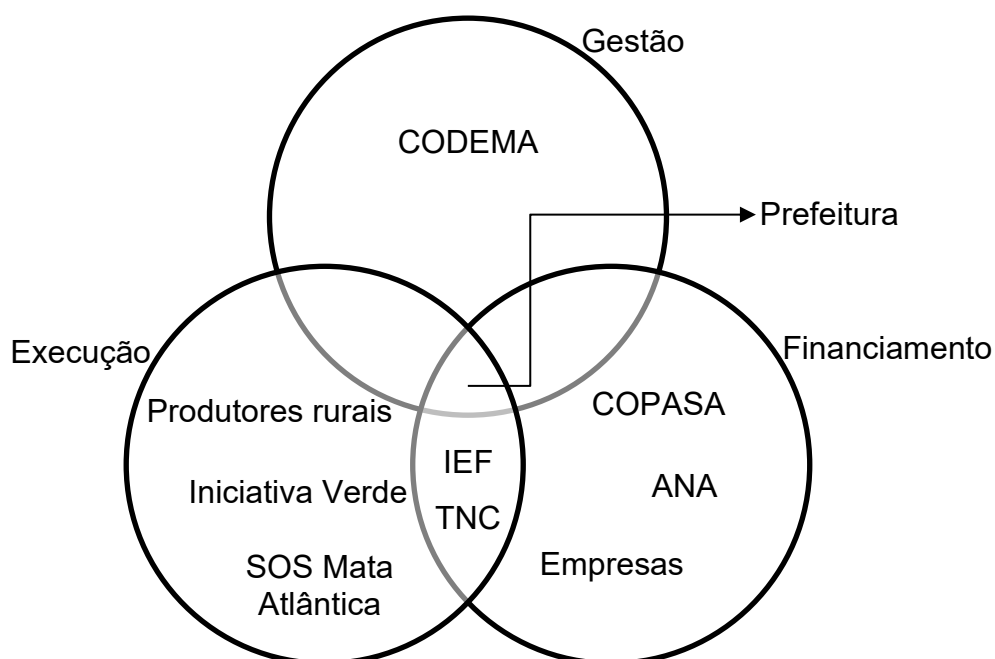 Gestão
CODEMA
Prefeitura
Execução
Financiamento
Produtores rurais
COPASA
IEF
Iniciativa Verde
ANA
TNC
SOS Mata
Atlântica
Empresas